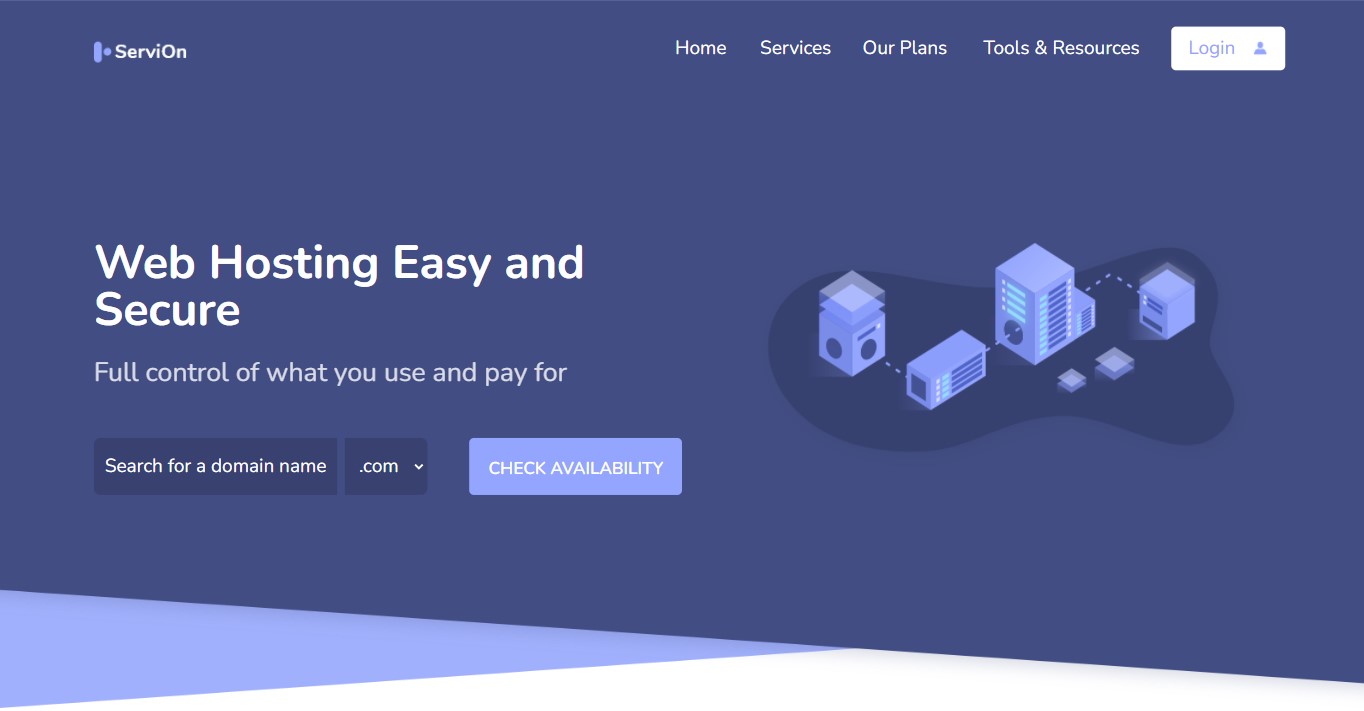 ServiOn
Home Services Our Plans Tools & Resources Login
Web Hosting Easy and
Secure
Full control of what you use and pay for
Search for a domain name .com CHECK AVAILABILITY